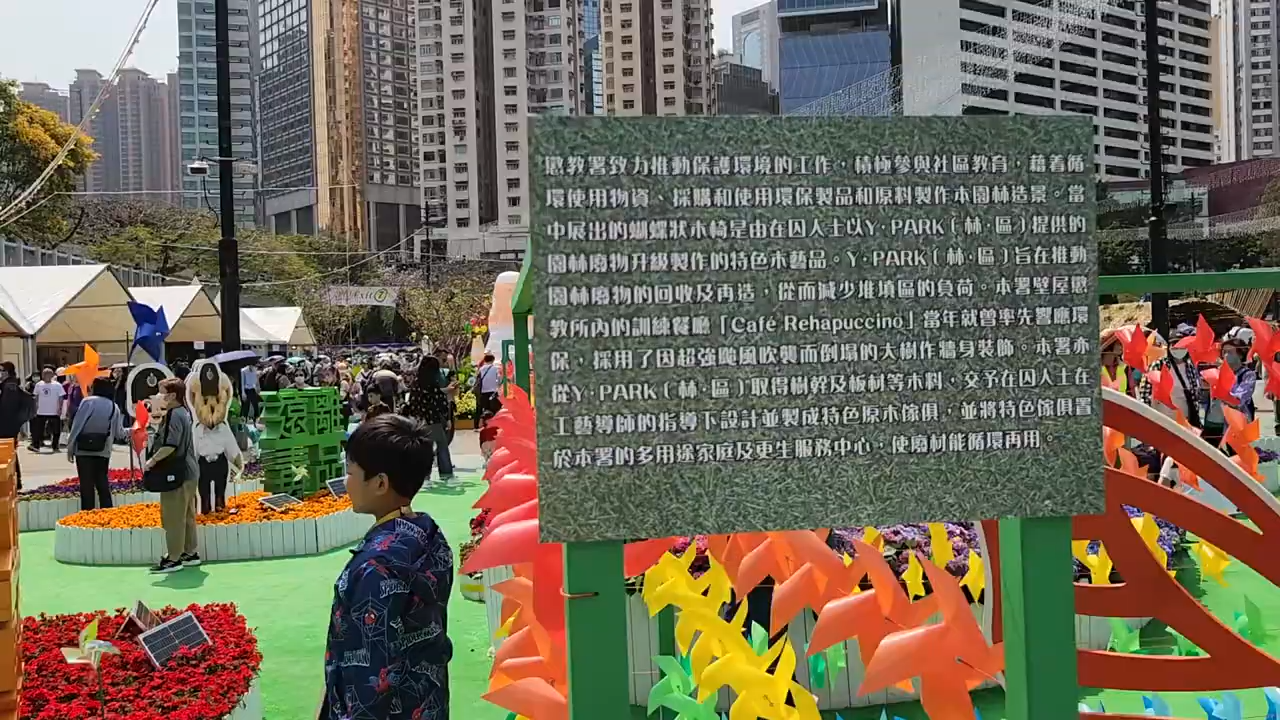 懲教署致力推動保護環境的工作，積極參與社區教育，藉着循
環使用物資、採購和使用環保製品和原料製作本園林造景。當
中展出的蝴蝶狀木椅是由在囚人士以Y·PARK［林·區］提供的
園林廢物升級製作的特色木藝品。Y·PARK［林·區］旨在推動
園林廢物的回收及再造，從而減少堆填區的負荷。本署壁屋懲
教所內的訓練餐廳「Café Rehapuccino」當年就曾率先響應環
保，採用了因超強颱風吹襲而倒塌的大樹作牆身裝飾。本署亦
從Y·PARK［林·區］取得樹幹及板材等木料，交予在囚人士在
工藝導師的指導下設計並製成特色原木傢俱，並將特色傢俱置
於本署的多用途家庭及更生服務中心，使廢材能循環再用。